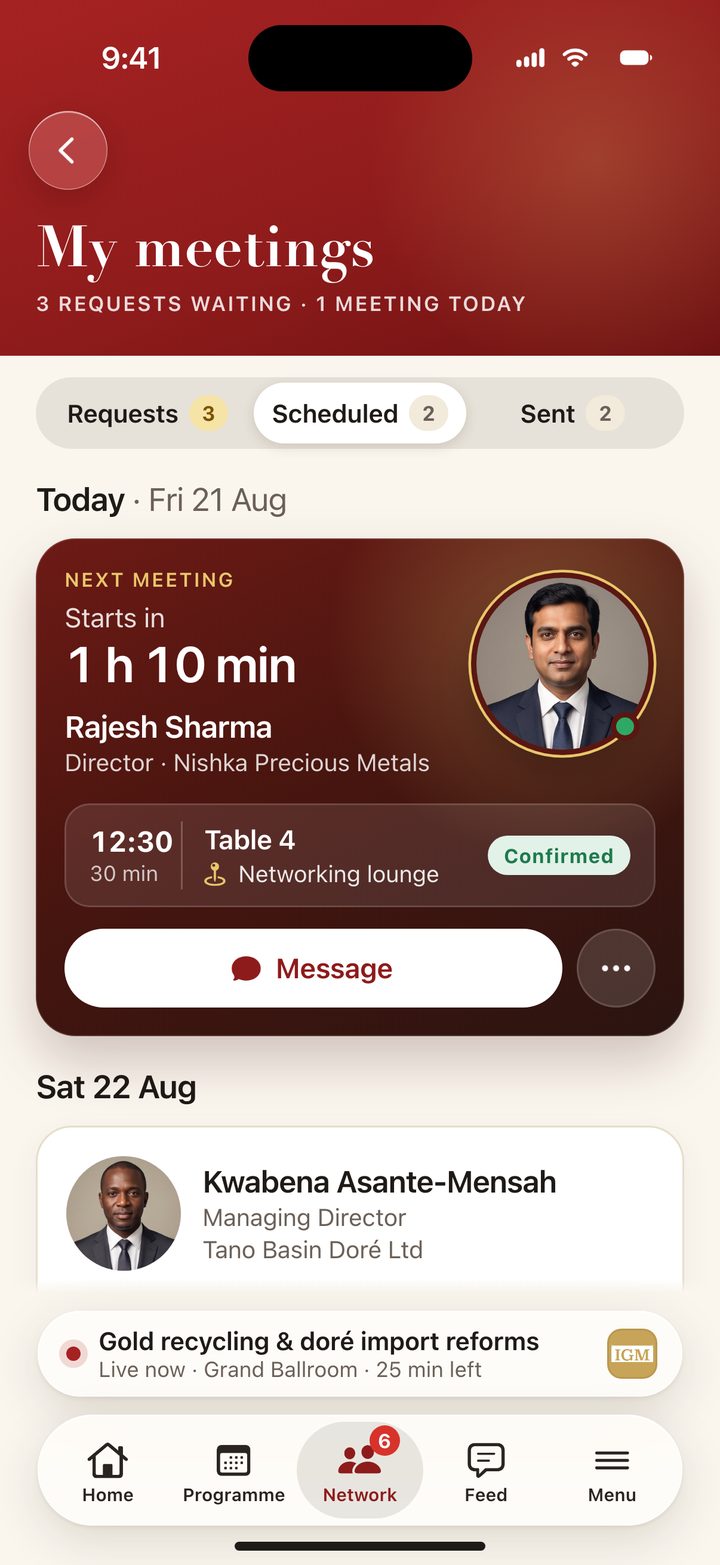 9:41
My meetings
3 REQUESTS WAITING · 1 MEETING TODAY
Requests 3 Scheduled 2 Sent 2
Today · Fri 21 Aug
NEXT MEETING
Starts in
1 h 10 min
Rajesh Sharma
Director · Nishka Precious Metals
12:30 Table 4
30 min Networking lounge
Confirmed
Message
Sat 22 Aug
Kwabena Asante-Mensah
Managing Director
Tano Basin Doré Ltd
Gold recycling & doré import reforms
Live now · Grand Ballroom · 25 min left
IGM
6
Home Programme Network Feed Menu